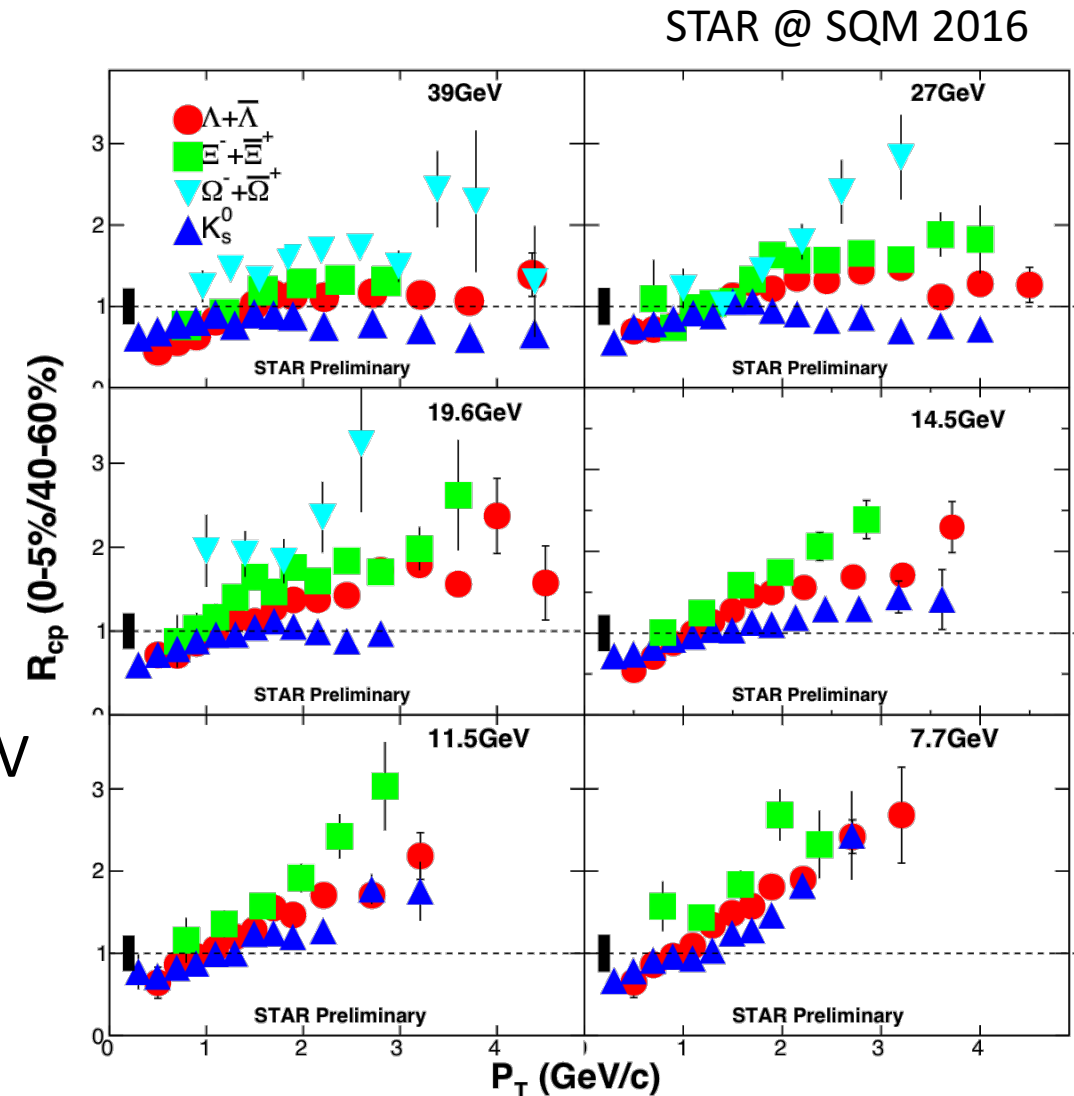 STAR @ SQM 2016
R_cp (0-5%/40-60%)
39GeV
Λ+Λ̅
Ξ⁻+Ξ̅⁺
Ω⁻+Ω̅⁺
K⁰ₛ
3
2
1
0
STAR Preliminary
27GeV
STAR Preliminary
19.6GeV
3
2
1
0
STAR Preliminary
14.5GeV
STAR Preliminary
V
11.5GeV
3
2
1
0
STAR Preliminary
7.7GeV
STAR Preliminary
0 1 2 3 4 1 2 3 4
P_T (GeV/c)